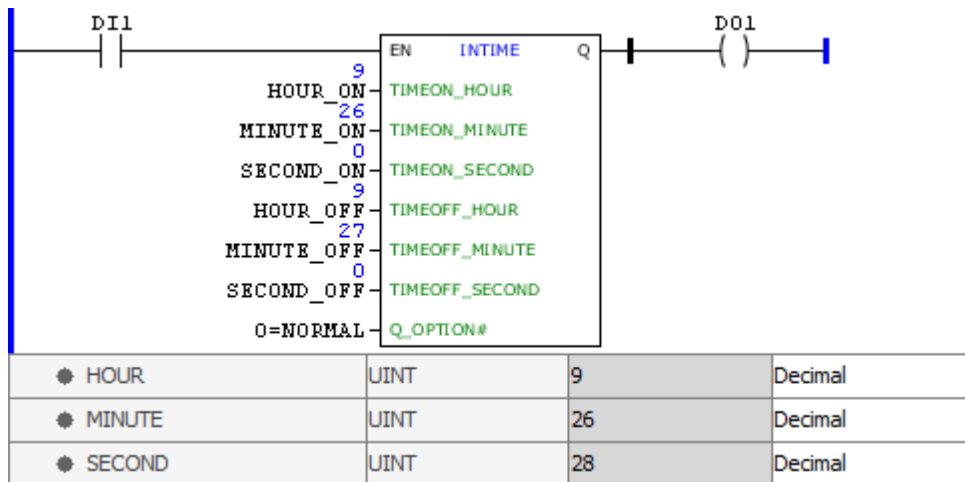 DI1 DO1
EN INTIME Q
9
HOUR_ON TIMEON_HOUR
26
MINUTE_ON TIMEON_MINUTE
0
SECOND_ON TIMEON_SECOND
9
HOUR_OFF TIMEOFF_HOUR
27
MINUTE_OFF TIMEOFF_MINUTE
0
SECOND_OFF TIMEOFF_SECOND
0=NORMAL Q_OPTION#
HOUR UINT 9 Decimal
MINUTE UINT 26 Decimal
SECOND UINT 28 Decimal